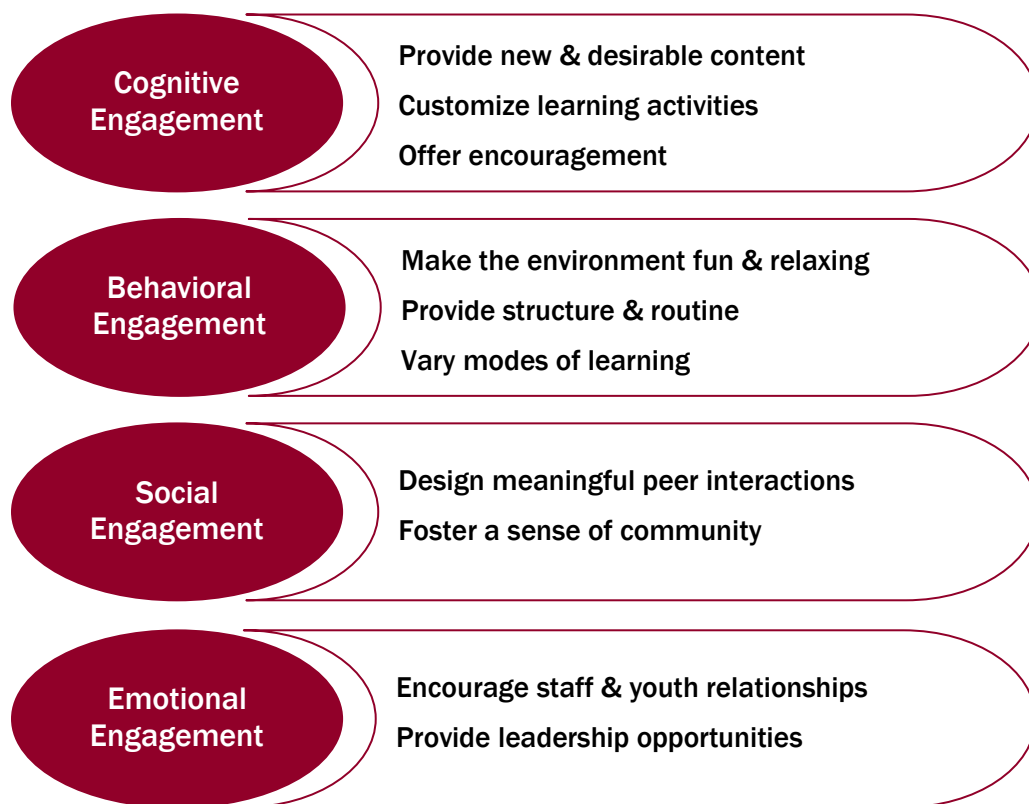 Cognitive
Engagement
Provide new & desirable content
Customize learning activities
Offer encouragement
Behavioral
Engagement
Make the environment fun & relaxing
Provide structure & routine
Vary modes of learning
Social
Engagement
Design meaningful peer interactions
Foster a sense of community
Emotional
Engagement
Encourage staff & youth relationships
Provide leadership opportunities